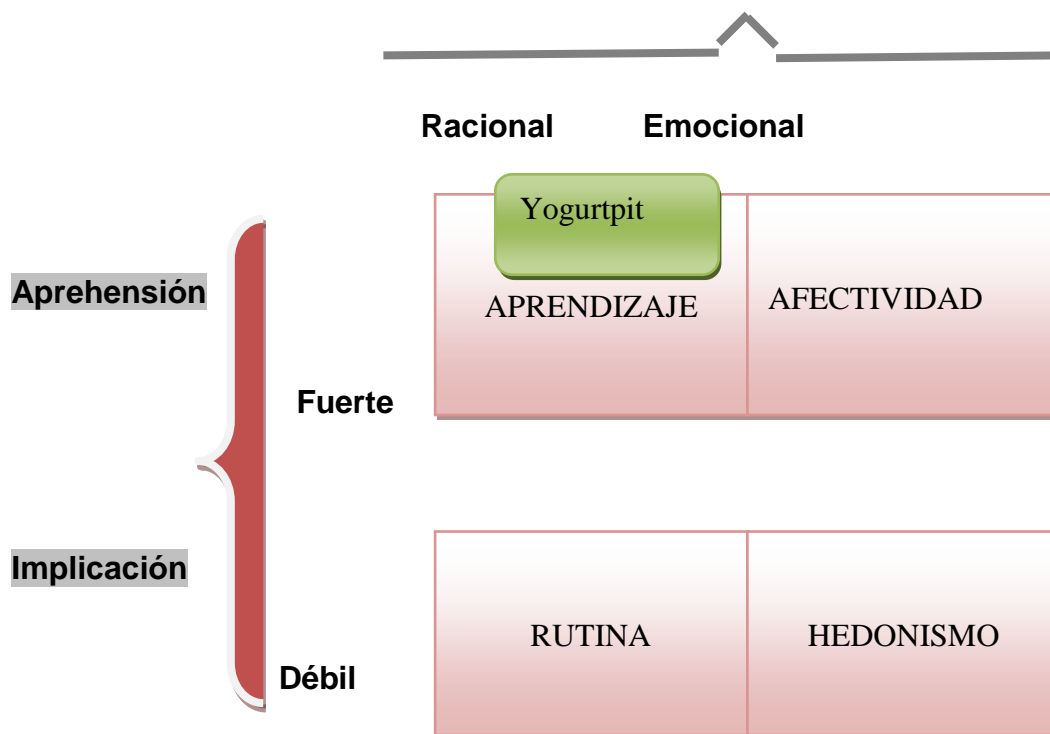 Racional Emocional
Yogurtpit
Aprehensión
APRENDIZAJE AFECTIVIDAD
Fuerte
Implicación
RUTINA HEDONISMO
Débil